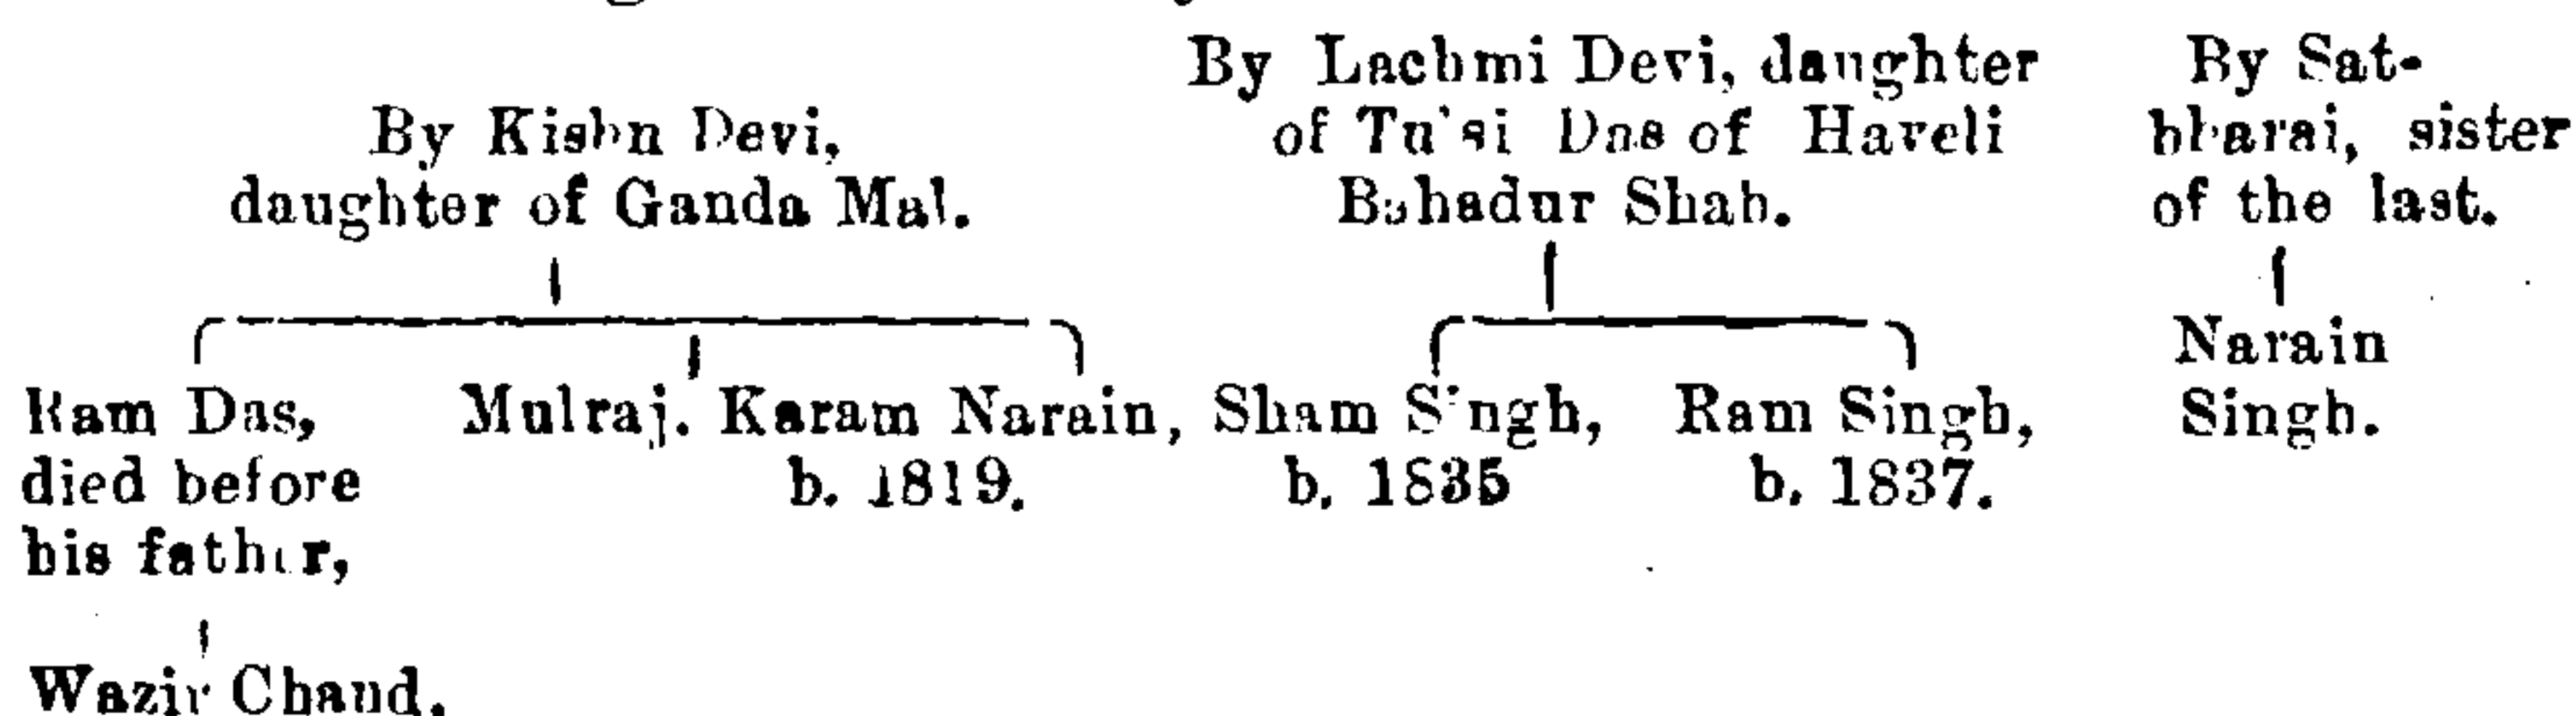 By Kishn Devi,
daughter of Ganda Mal.
By Lachmi Devi, daughter
of Tulsi Das of Haveli
Bahadur Shah.
By Sat-
bharai, sister
of the last.
Ram Das,
died before
his father,
Mulraj.
Karam Narain,
b. 1819.
Sham Singh,
b. 1835
Ram Singh,
b. 1837.
Narain
Singh.
Wazir Chand.